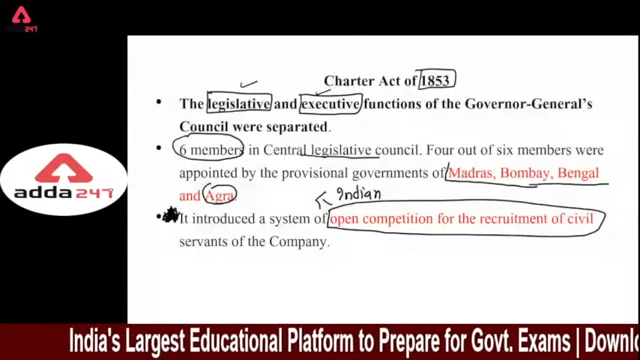 247
Charter Act of 1853
• The legislative and executive functions of the Governor-General's
Council were separated.
• 6 members in Central legislative council. Four out of six members were
appointed by the provisional governments of Madras, Bombay, Bengal
and Agra
Indian
• It introduced a system of open competition for the recruitment of civil
servants of the Company.
adda247
India's Largest Educational Platform to Prepare for Govt. Exams | Downlo